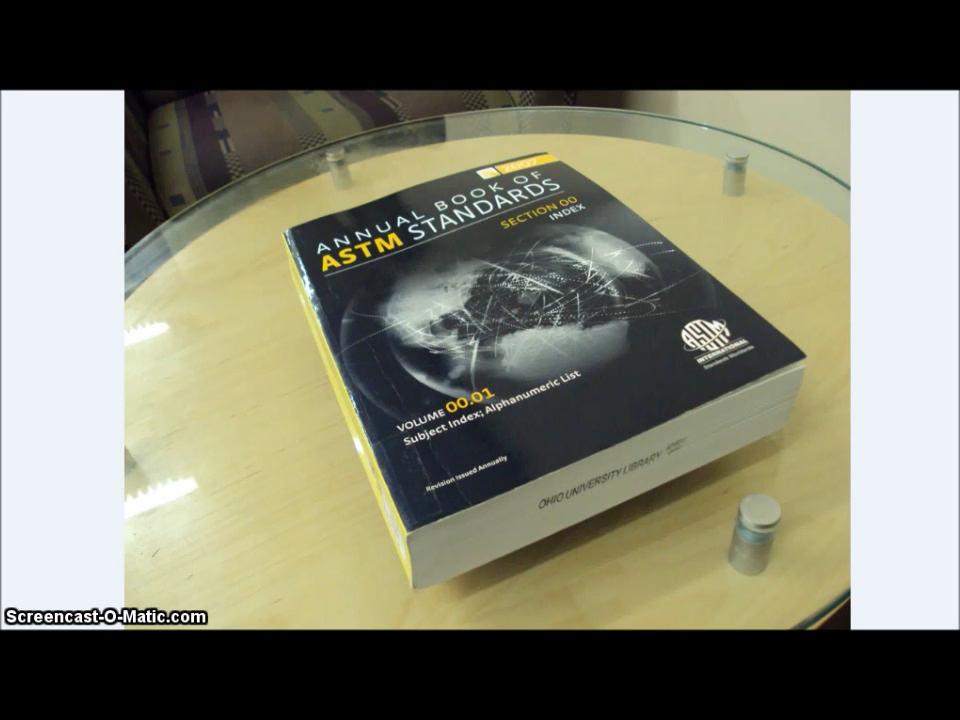 2007
ANNUAL BOOK OF
ASTM STANDARDS
SECTION 00
INDEX
ASTM
INTERNATIONAL
Standards Worldwide
VOLUME 00.01
Subject Index; Alphanumeric List
Revision Issued Annually
OHIO UNIVERSITY LIBRARY
Screencast-O-Matic.com